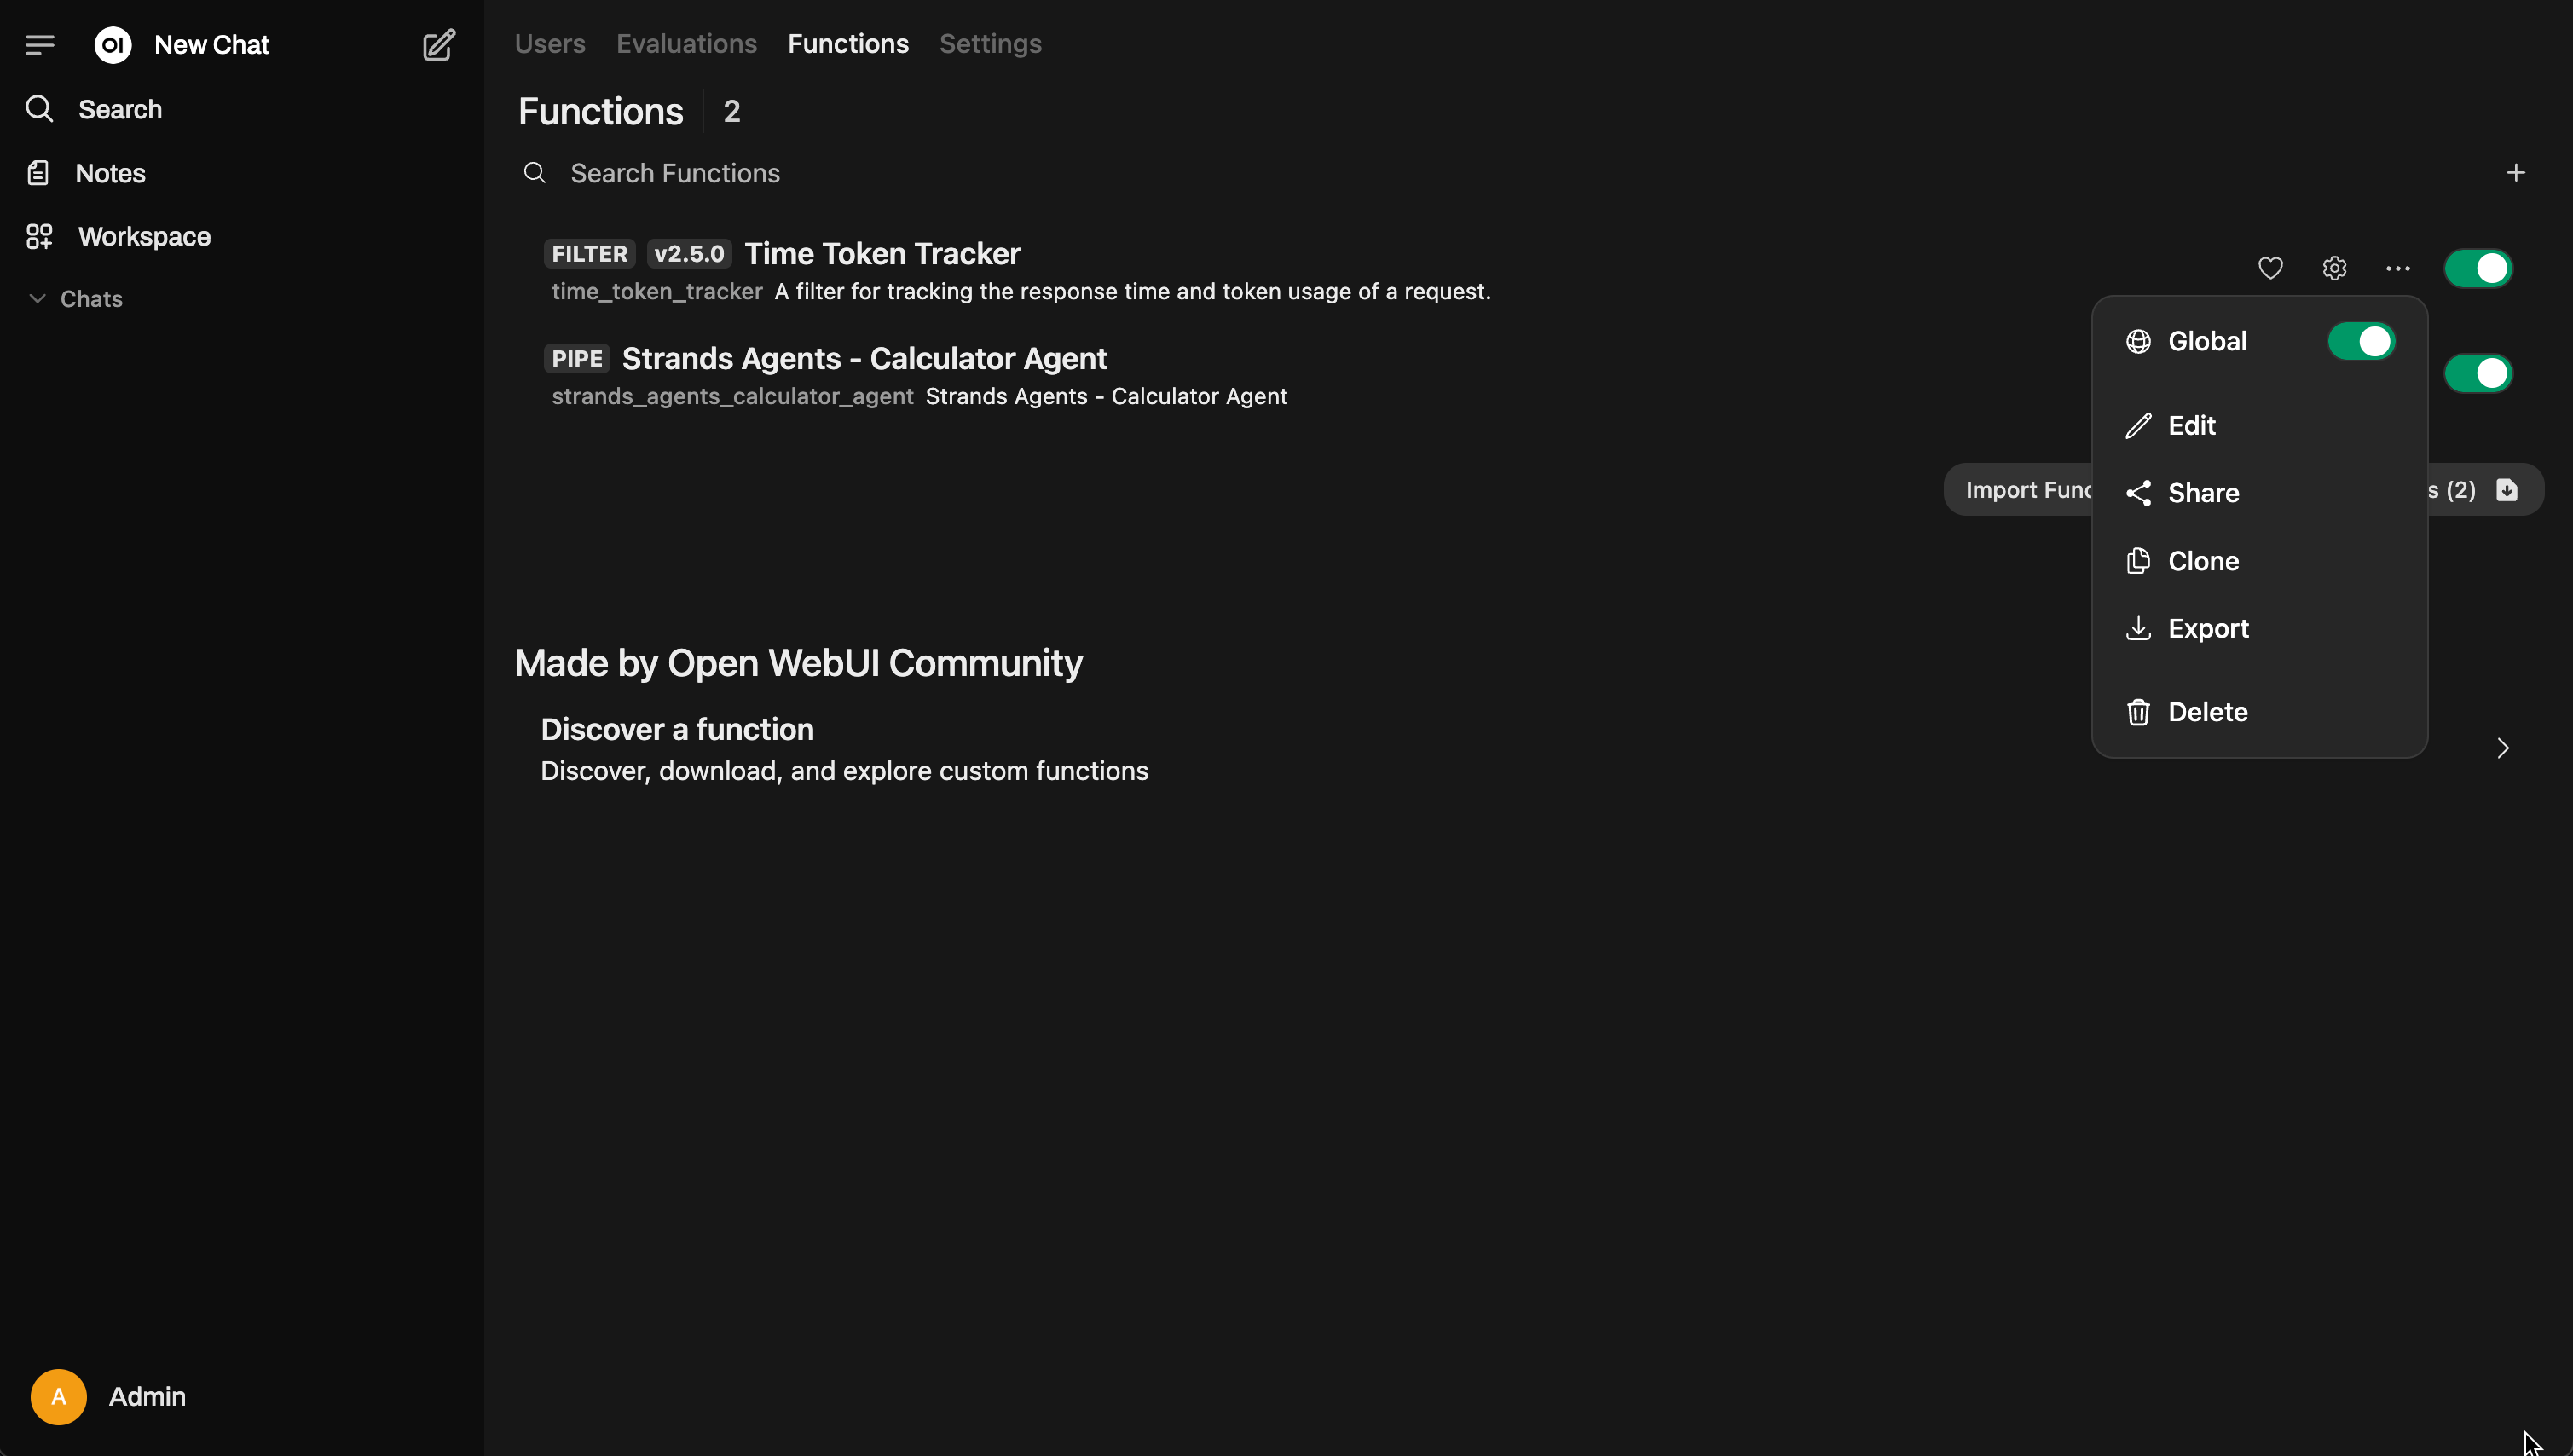 OI New Chat
Search
Notes
Workspace
Chats
A Admin
Users Evaluations Functions Settings
Functions 2
Search Functions
FILTER v2.5.0 Time Token Tracker
time_token_tracker A filter for tracking the response time and token usage of a request.
PIPE Strands Agents - Calculator Agent
strands_agents_calculator_agent Strands Agents - Calculator Agent
Global
Edit
Import Func
s (2)
Share
Clone
Export
Delete
Made by Open WebUI Community
Discover a function
Discover, download, and explore custom functions